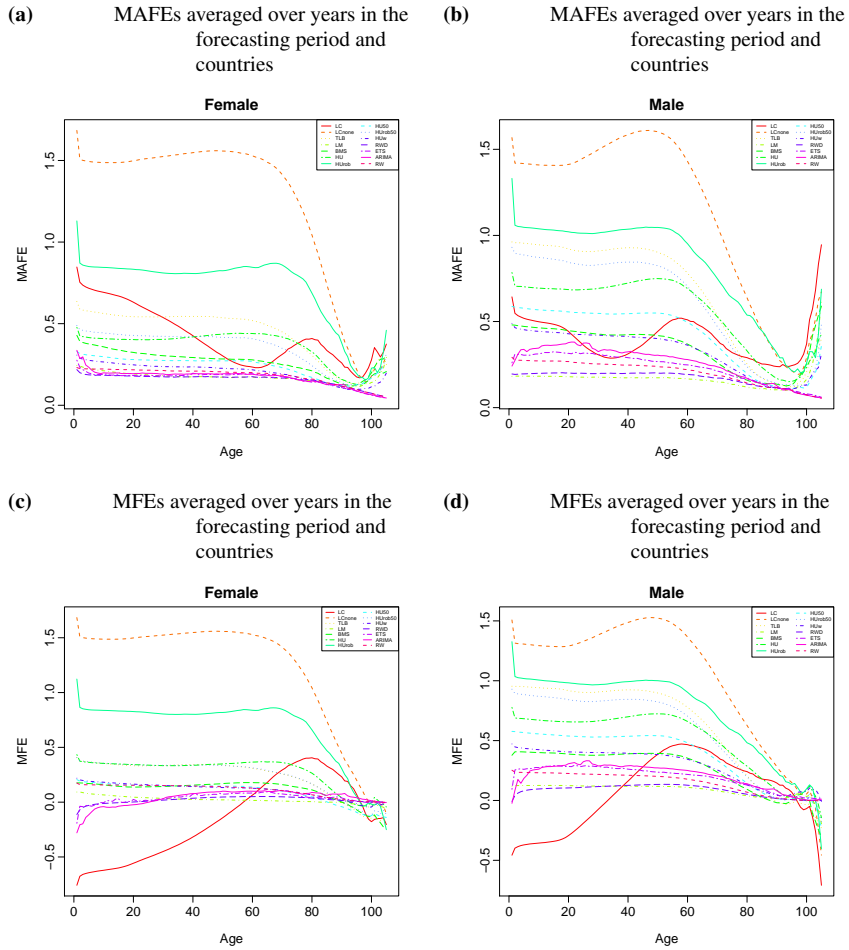 (a) MAFEs averaged over years in the
forecasting period and
countries
Female
MAFE
1.5
1.0
0.5
0.0
0 20 40 60 80 100
Age
LC
LCnone
TLB
LM
BMS
HU
HUrob
HU50
HUrob50
HUw
RWD
ETS
ARIMA
RW
(b) MAFEs averaged over years in the
forecasting period and
countries
Male
MAFE
1.5
1.0
0.5
0.0
0 20 40 60 80 100
Age
LC
LCnone
TLB
LM
BMS
HU
HUrob
HU50
HUrob50
HUw
RWD
ETS
ARIMA
RW
(c) MFEs averaged over years in the
forecasting period and
countries
Female
MFE
1.5
1.0
0.5
0.0
−0.5
0 20 40 60 80 100
Age
LC
LCnone
TLB
LM
BMS
HU
HUrob
HU50
HUrob50
HUw
RWD
ETS
ARIMA
RW
(d) MFEs averaged over years in the
forecasting period and
countries
Male
MFE
1.5
1.0
0.5
0.0
−0.5
0 20 40 60 80 100
Age
LC
LCnone
TLB
LM
BMS
HU
HUrob
HU50
HUrob50
HUw
RWD
ETS
ARIMA
RW